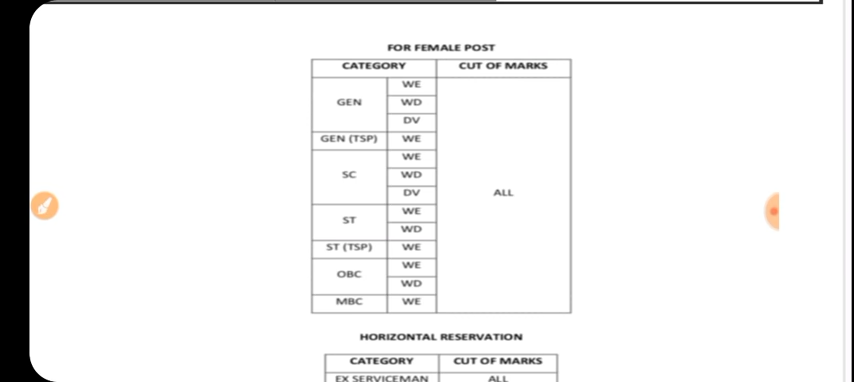 FOR FEMALE POST
CATEGORY CUT OF MARKS
WE
GEN WD
DV
GEN (TSP) WE
WE
SC WD
DV ALL
ST WE
WD
ST (TSP) WE
OBC WE
WD
MBC WE
HORIZONTAL RESERVATION
CATEGORY CUT OF MARKS
EX SERVICEMAN ALL